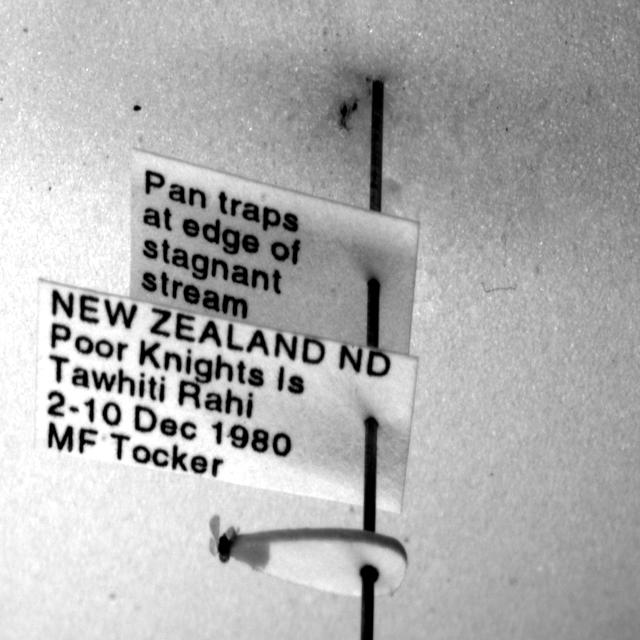 Pan traps
at edge of
stagnant
stream
NEW ZEALAND ND
Poor Knights Is
Tawhiti Rahi
2-10 Dec 1980
MF Tocker